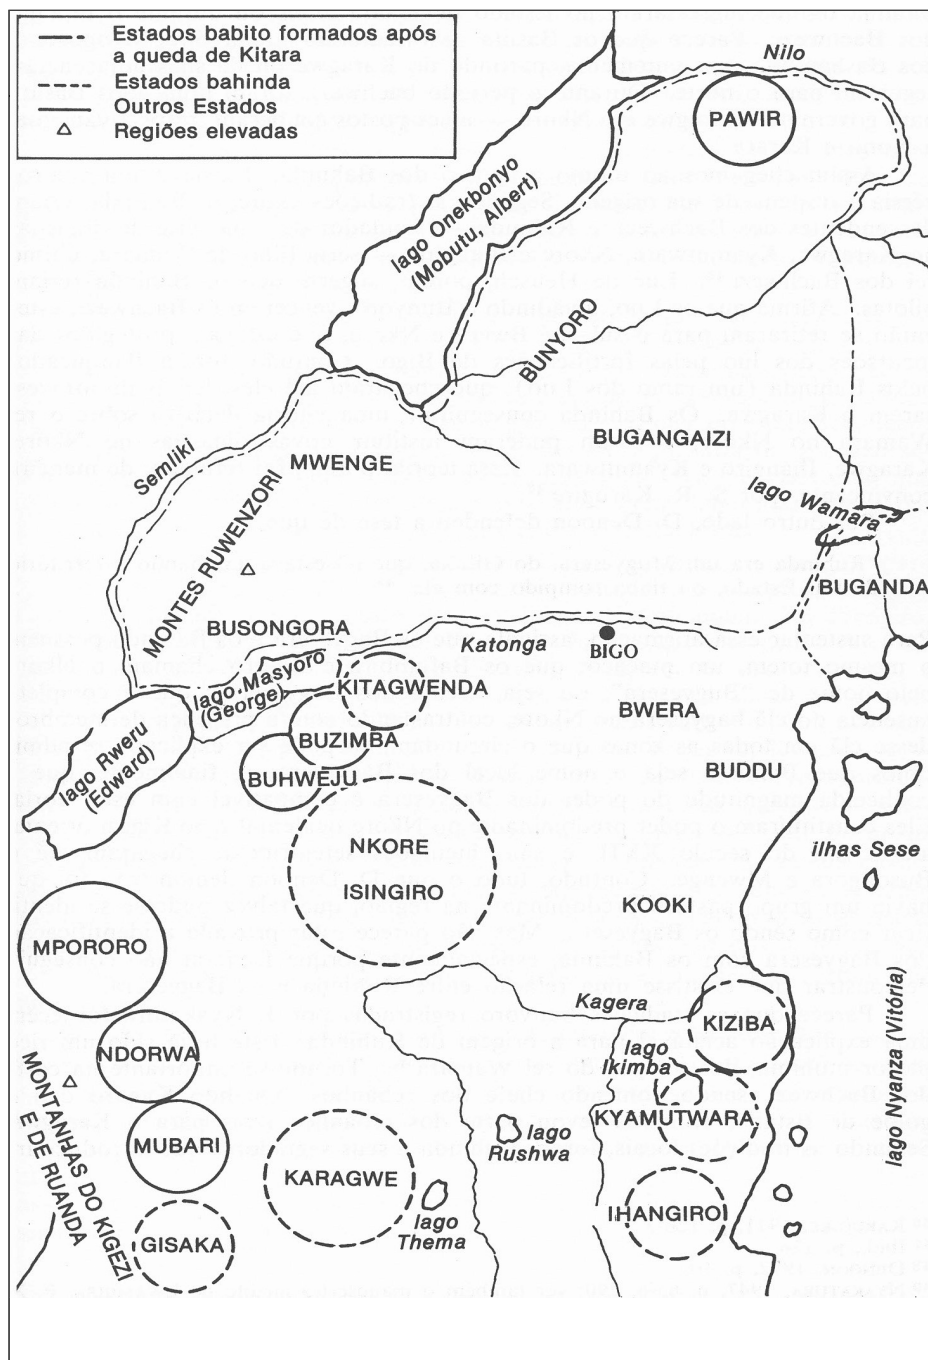 Estados babito formados após
a queda de Kitara
Estados bahinda
Outros Estados
Regiões elevadas
Nilo
PAWIR
lago Onekbonyo
(Mobutu, Albert)
BUNYORO
BUGANGAIZI
Semliki
MWENGE
MONTES RUWENZORI
lago Wamara
BUGANDA
BUSONGORA
Katonga
BIGO
lago Masyoro
(George)
KITAGWENDA
BWERA
lago Rweru
(Edward)
BUZIMBA
BUHWEJU
BUDDU
NKORE
ISINGIRO
ilhas Sese
KOOKI
MPORORO
Kagera
KIZIBA
lago Nyanza (Vitória)
NDORWA
lago
Ikimba
KYAMUTWARA
MONTANHAS DO KIGEZI
E DE RUANDA
MUBARI
lago
Rushwa
KARAGWE
IHANGIRO
GISAKA
lago
Thema